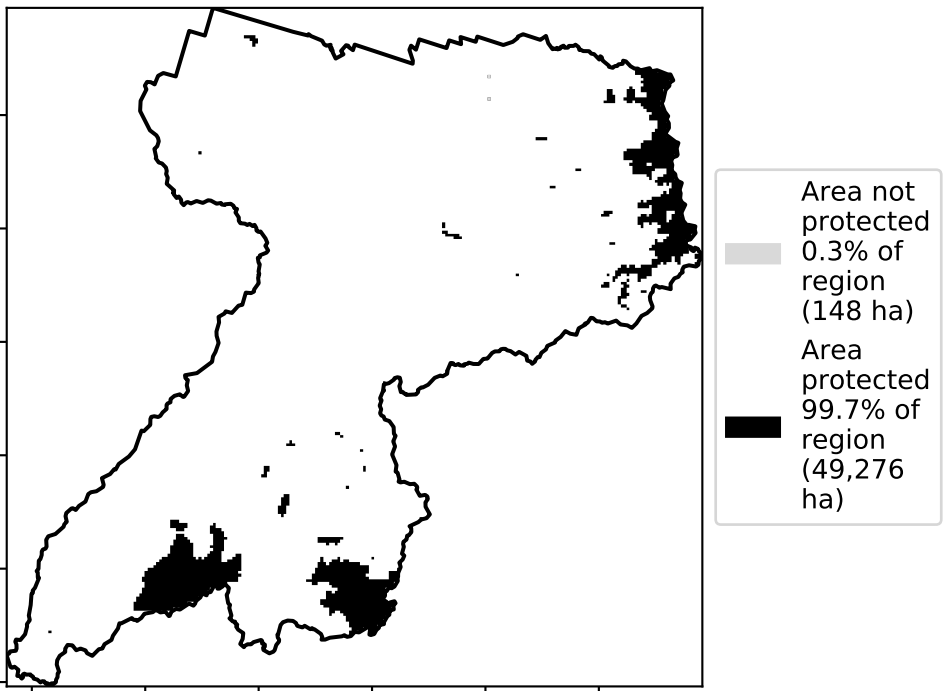 Area not
protected
0.3% of
region
(148 ha)
Area
protected
99.7% of
region
(49,276
ha)